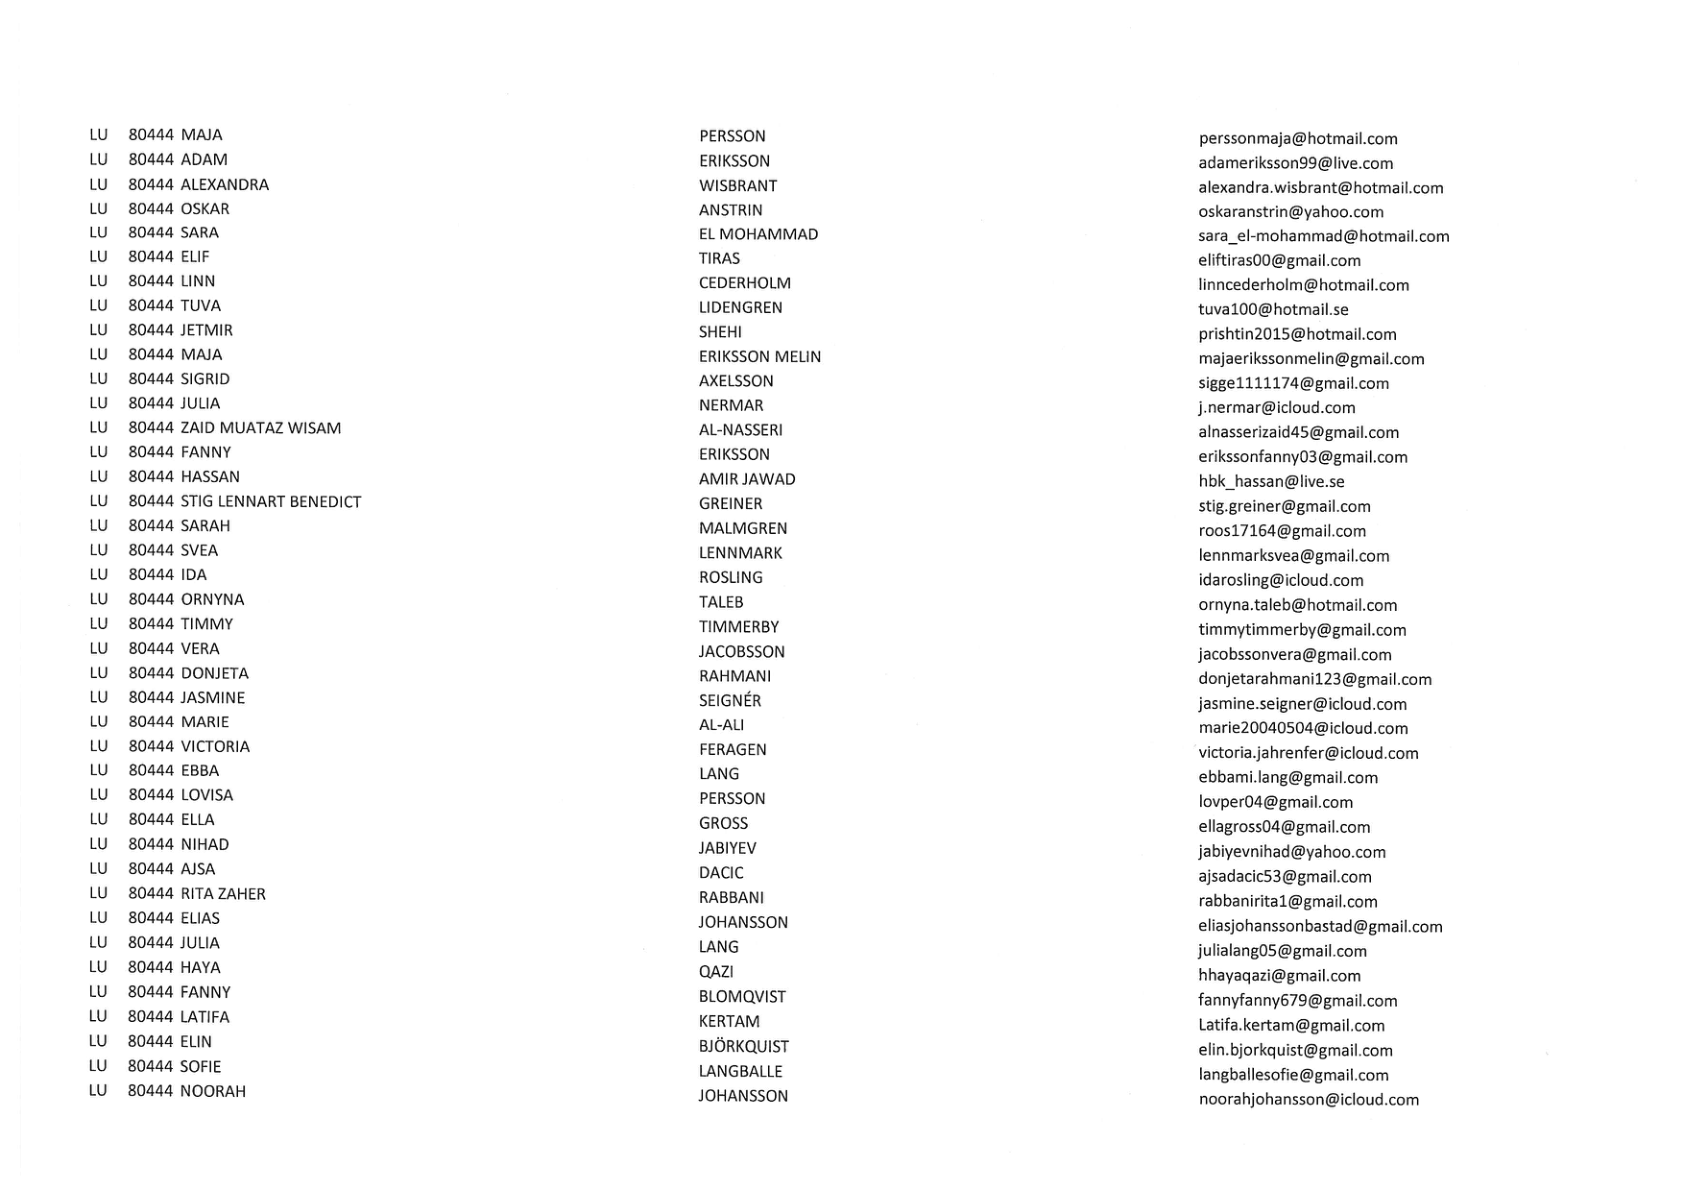 LU 80444 MAJA PERSSON perssonmaja@hotmail.com
LU 80444 ADAM ERIKSSON adameriksson99@live.com
LU 80444 ALEXANDRA WISBRANT alexandra.wisbrant@hotmail.com
LU 80444 OSKAR ANSTRIN oskaranstrin@yahoo.com
LU 80444 SARA EL MOHAMMAD sara_el-mohammad@hotmail.com
LU 80444 ELIF TIRAS eliftiras00@gmail.com
LU 80444 LINN CEDERHOLM linncederholm@hotmail.com
LU 80444 TUVA LIDENGREN tuva100@hotmail.se
LU 80444 JETMIR SHEHI prishtin2015@hotmail.com
LU 80444 MAJA ERIKSSON MELIN majaerikssonmelin@gmail.com
LU 80444 SIGRID AXELSSON sigge1111174@gmail.com
LU 80444 JULIA NERMAR j.nermar@icloud.com
LU 80444 ZAID MUATAZ WISAM AL-NASSERI alnasserizaid45@gmail.com
LU 80444 FANNY ERIKSSON erikssonfanny03@gmail.com
LU 80444 HASSAN AMIR JAWAD hbk_hassan@live.se
LU 80444 STIG LENNART BENEDICT GREINER stig.greiner@gmail.com
LU 80444 SARAH MALMGREN roos17164@gmail.com
LU 80444 SVEA LENNMARK lennmarksvea@gmail.com
LU 80444 IDA ROSLING idarosling@icloud.com
LU 80444 ORNYNA TALEB ornyna.taleb@hotmail.com
LU 80444 TIMMY TIMMERBY timmytimmerby@gmail.com
LU 80444 VERA JACOBSSON jacobssonvera@gmail.com
LU 80444 DONJETA RAHMANI donjetarahmani123@gmail.com
LU 80444 JASMINE SEIGNÉR jasmine.seigner@icloud.com
LU 80444 MARIE AL-ALI marie20040504@icloud.com
LU 80444 VICTORIA FERAGEN victoria.jahrenfer@icloud.com
LU 80444 EBBA LANG ebbami.lang@gmail.com
LU 80444 LOVISA PERSSON lovper04@gmail.com
LU 80444 ELLA GROSS ellagross04@gmail.com
LU 80444 NIHAD JABIYEV jabiyevnihad@yahoo.com
LU 80444 AJSA DACIC ajsadacic53@gmail.com
LU 80444 RITA ZAHER RABBANI rabbanirita1@gmail.com
LU 80444 ELIAS JOHANSSON eliasjohanssonbastad@gmail.com
LU 80444 JULIA LANG julialang05@gmail.com
LU 80444 HAYA QAZI hhayaqazi@gmail.com
LU 80444 FANNY BLOMQVIST fannyfanny679@gmail.com
LU 80444 LATIFA KERTAM Latifa.kertam@gmail.com
LU 80444 ELIN BJÖRKQUIST elin.bjorkquist@gmail.com
LU 80444 SOFIE LANGBALLE langballesofie@gmail.com
LU 80444 NOORAH JOHANSSON noorahjohansson@icloud.com